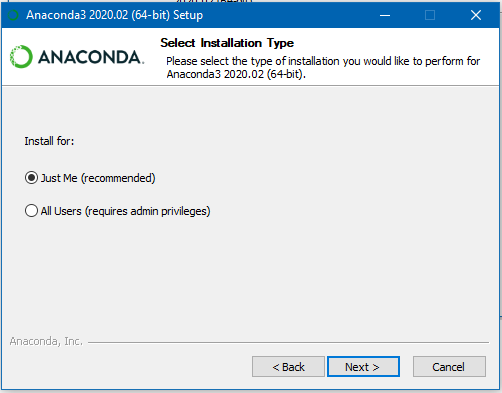 Anaconda3 2020.02 (64-bit) Setup
ANACONDA.
Select Installation Type
Please select the type of installation you would like to perform for
Anaconda3 2020.02 (64-bit).
Install for:
Just Me (recommended)
All Users (requires admin privileges)
Anaconda, Inc.
< Back
Next >
Cancel